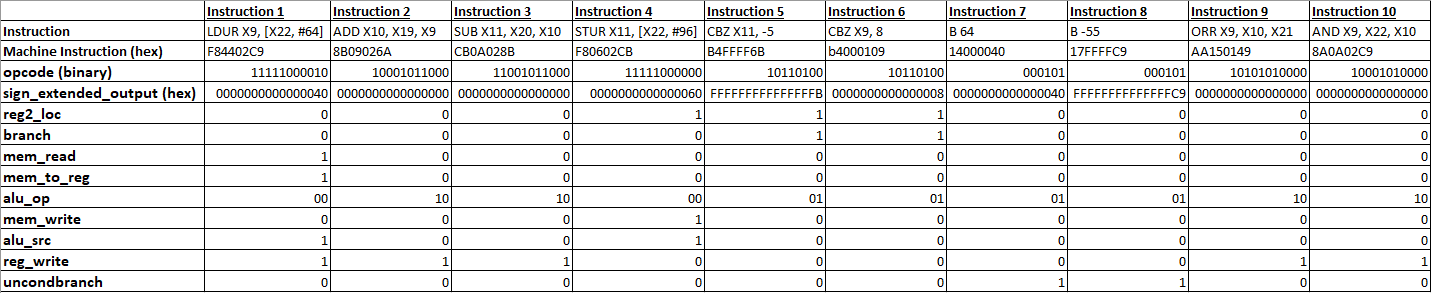 Instruction 1 Instruction 2 Instruction 3 Instruction 4 Instruction 5 Instruction 6 Instruction 7 Instruction 8 Instruction 9 Instruction 10
Instruction LDUR X9, [X22, #64] ADD X10, X19, X9 SUB X11, X20, X10 STUR X11, [X22, #96] CBZ X11, -5 CBZ X9, 8 B 64 B -55 ORR X9, X10, X21 AND X9, X22, X10
Machine Instruction (hex) F84402C9 8B09026A CB0A028B F80602CB B4FFFF6B b4000109 14000040 17FFFFC9 AA150149 8A0A02C9
opcode (binary) 11111000010 10001011000 11001011000 11111000000 10110100 10110100 000101 000101 10101010000 10001010000
sign_extended_output (hex) 0000000000000040 0000000000000000 0000000000000000 0000000000000060 FFFFFFFFFFFFFFFB 0000000000000008 0000000000000040 FFFFFFFFFFFFFFC9 0000000000000000 0000000000000000
reg2_loc 0 0 0 1 1 1 0 0 0 0
branch 0 0 0 0 1 1 0 0 0 0
mem_read 1 0 0 0 0 0 0 0 0 0
mem_to_reg 1 0 0 0 0 0 0 0 0 0
alu_op 00 10 10 00 01 01 01 01 10 10
mem_write 0 0 0 1 0 0 0 0 0 0
alu_src 1 0 0 1 0 0 0 0 0 0
reg_write 1 1 1 0 0 0 0 0 1 1
uncondbranch 0 0 0 0 0 0 1 1 0 0